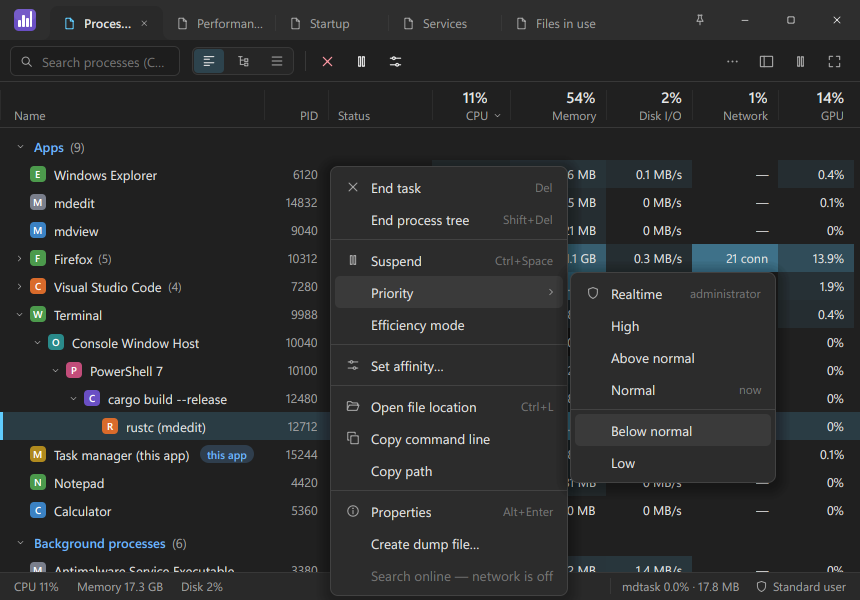 Proces...
Performan...
Startup
Services
Files in use
Search processes (C...
11%
54%
2%
1%
14%
Name
PID
Status
CPU
Memory
Disk I/O
Network
GPU
Apps (9)
E Windows Explorer 6120 6 MB 0.1 MB/s — 0.4%
M mdedit 14832 5 MB 0 MB/s — 0.1%
M mdview 9040 21 MB 0 MB/s — 0%
F Firefox (5) 10312 1.1 GB 0.3 MB/s 21 conn 13.9%
C Visual Studio Code (4) 7280 1.9%
W Terminal 9988 0.4%
O Console Window Host 10040 0%
P PowerShell 7 10100 0%
C cargo build --release 12480 0%
R rustc (mdedit) 12712 0%
M Task manager (this app) this app 15244 0.1%
N Notepad 4420 0 MB/s — 0%
C Calculator 5360 0 MB 0 MB/s — 0%
Background processes (6)
M Antimalware Service Executable 3380 2 MB 1.4 MB/s — 0%
End task Del
End process tree Shift+Del
Suspend Ctrl+Space
Priority
Efficiency mode
Set affinity...
Open file location Ctrl+L
Copy command line
Copy path
Properties Alt+Enter
Create dump file...
Search online — network is off
Realtime administrator
High
Above normal
Normal now
Below normal
Low
CPU 11% Memory 17.3 GB Disk 2%
mdtask 0.0% · 17.8 MB Standard user